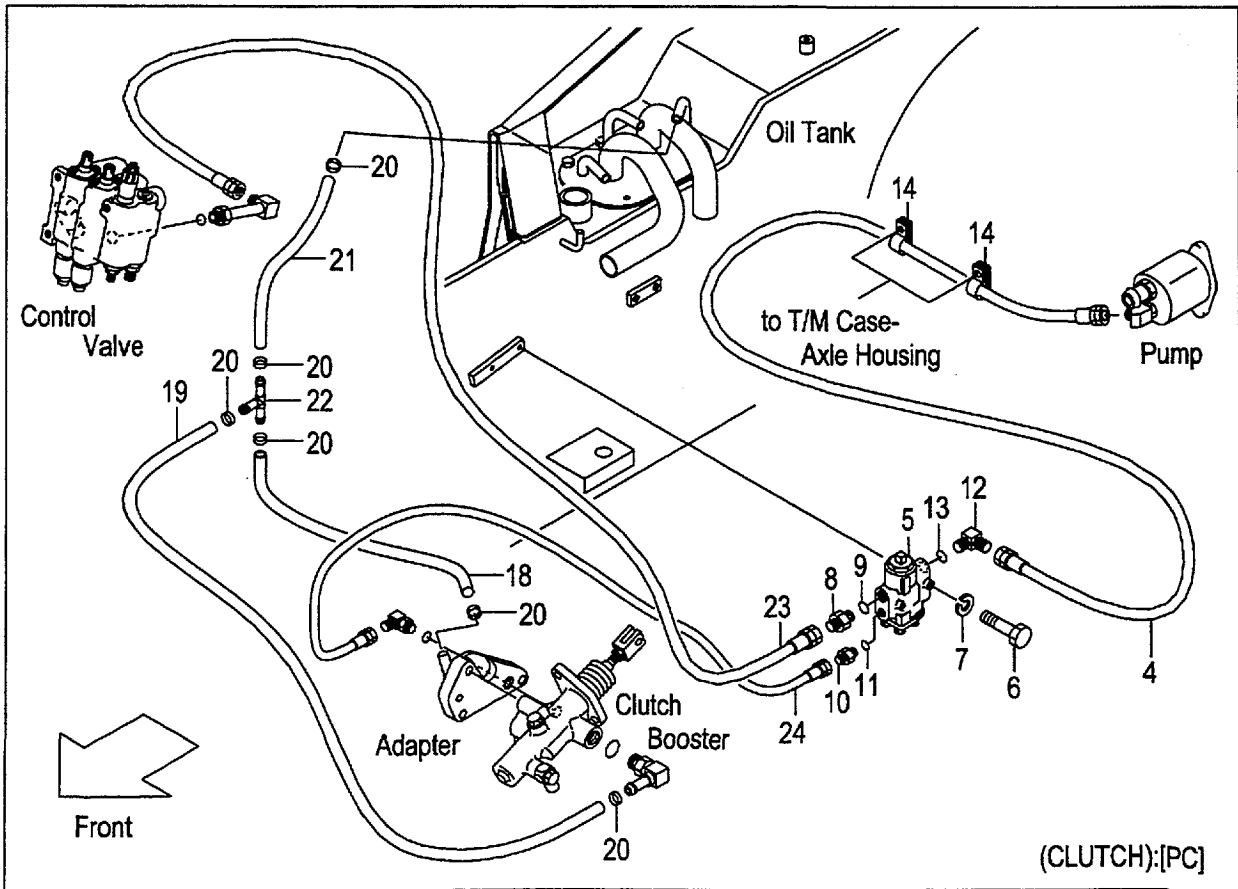 Oil Tank
20
14
14
21
Control
Valve
to T/M Case-
Axle Housing
Pump
20
20
19
22
20
12
13
5
18
9
8
23
20
7
4
6
11
10
24
Clutch
Booster
Adapter
Front
20
(CLUTCH):[PC]